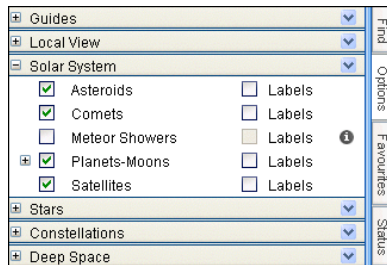 Guides
Local View
Solar System
Asteroids Labels
Comets Labels
Meteor Showers Labels
Planets-Moons Labels
Satellites Labels
Stars
Constellations
Deep Space
Find
Options
Favourites
Status